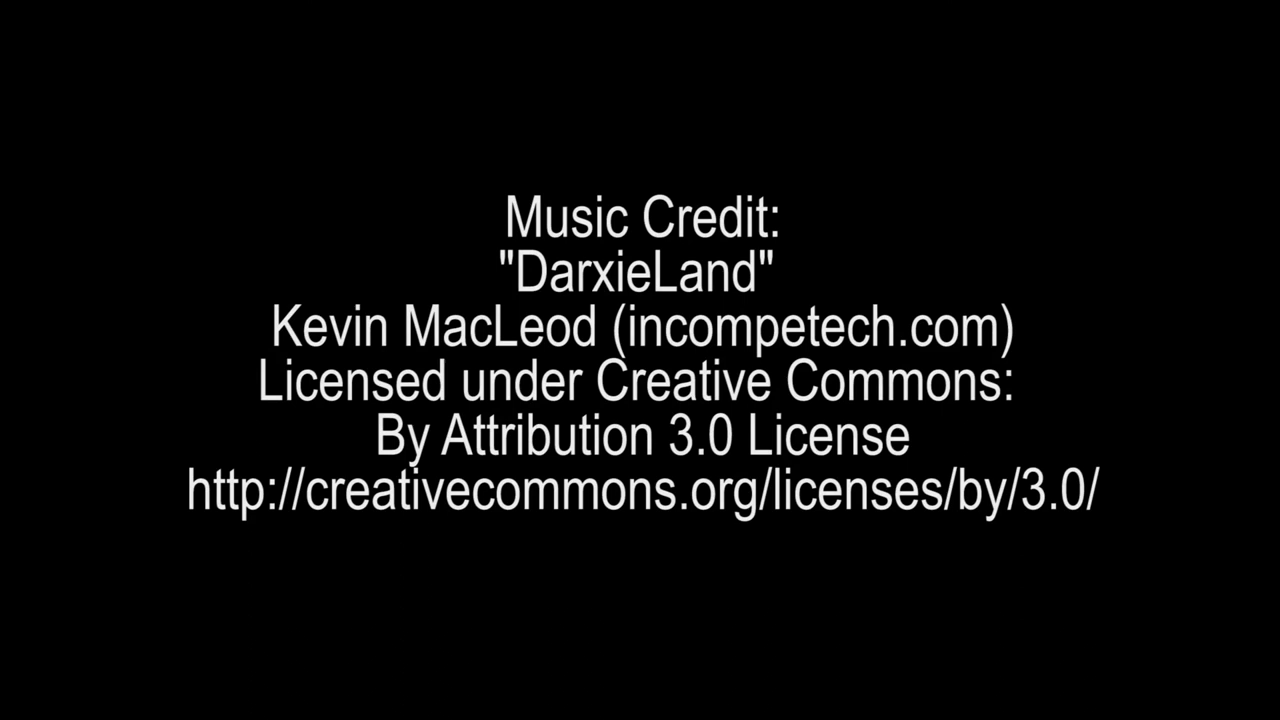 Music Credit:
"DarxieLand"
Kevin MacLeod (incompetech.com)
Licensed under Creative Commons:
By Attribution 3.0 License
http://creativecommons.org/licenses/by/3.0/